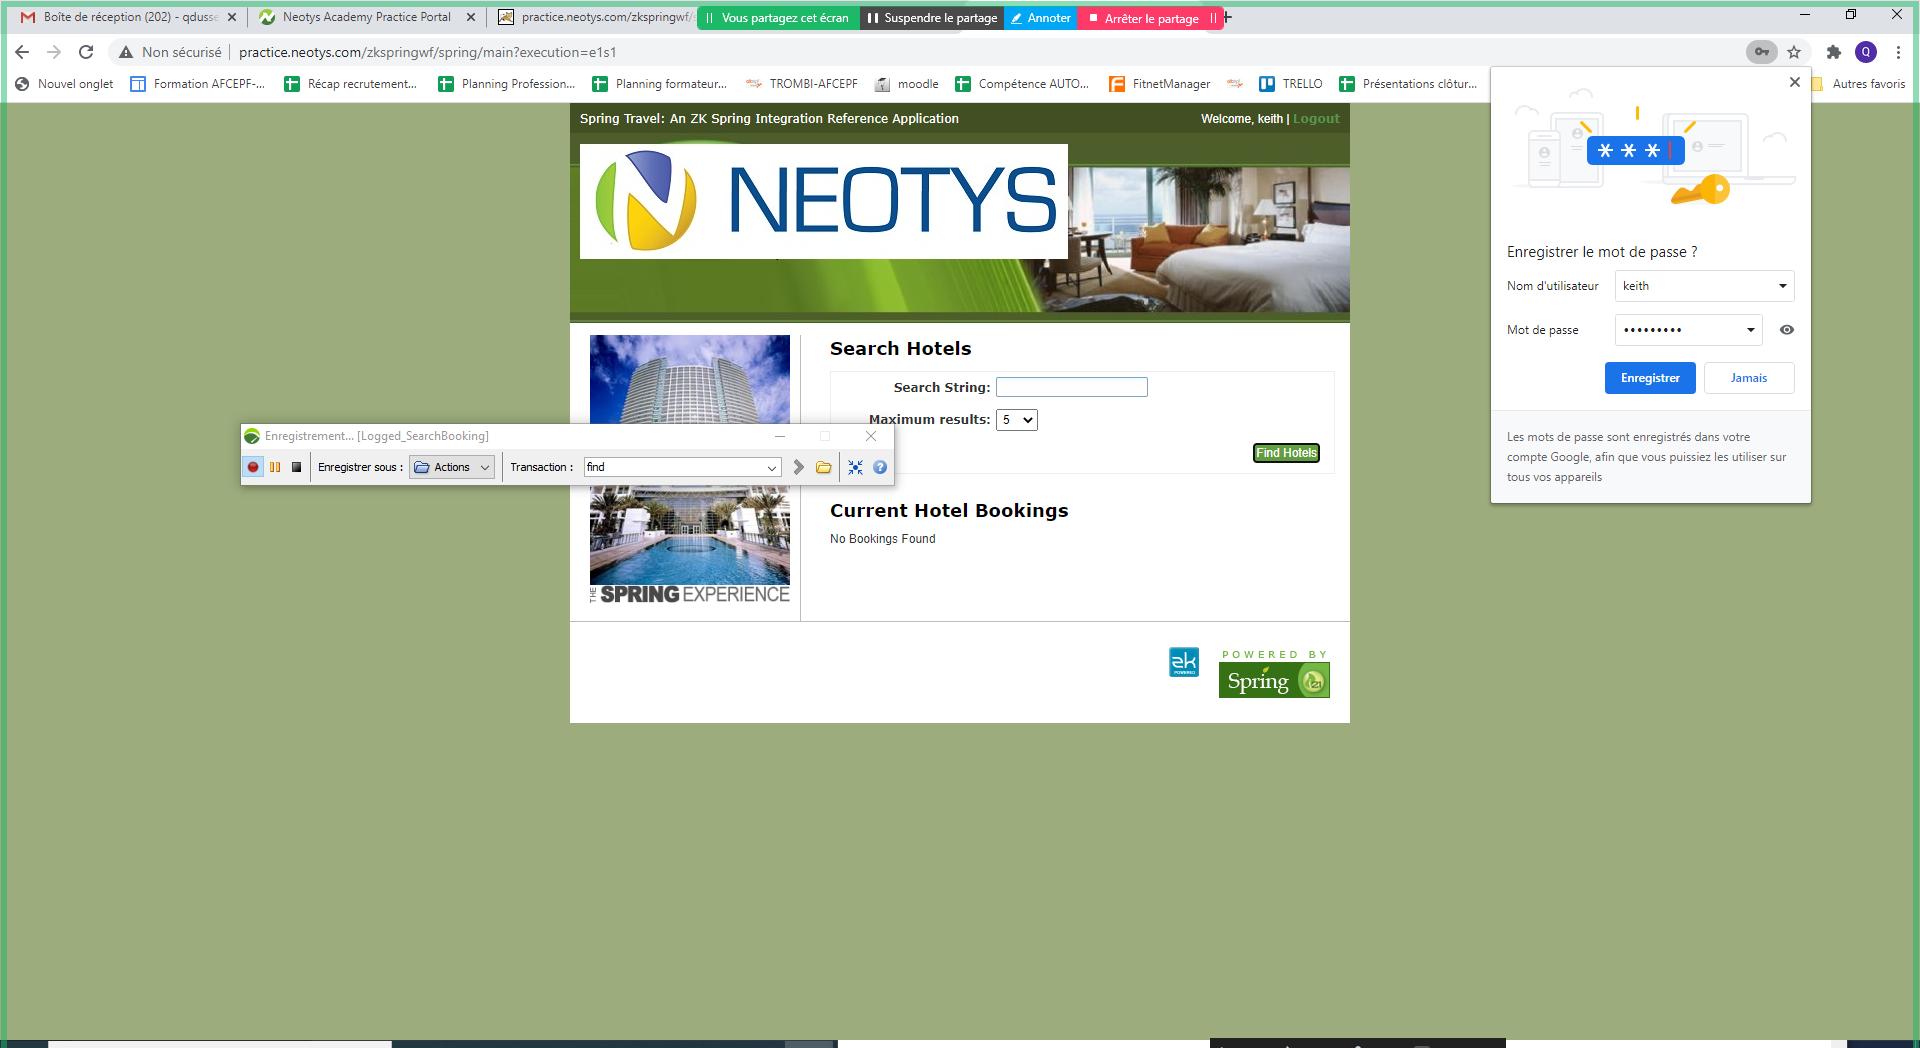 Boîte de réception (202) - qdusse
Neotys Academy Practice Portal
practice.neotys.com/zkspringwf/s
Vous partagez cet écran
Suspendre le partage
Annoter
Arrêter le partage
Non sécurisé
practice.neotys.com/zkspringwf/spring/main?execution=e1s1
Q
Nouvel onglet
Formation AFCEPF-...
Récap recrutement...
Planning Profession...
Planning formateur...
TROMBI-AFCEPF
moodle
Compétence AUTO...
FitnetManager
TRELLO
Présentations clôtur...
Autres favoris
Spring Travel: An ZK Spring Integration Reference Application
Welcome, keith | Logout
NEOTYS
Search Hotels
Search String:
Maximum results: 5
Find Hotels
Current Hotel Bookings
No Bookings Found
THE SPRING EXPERIENCE
zk
POWERED
POWERED BY
Spring
Enregistrement... [Logged_SearchBooking]
Enregistrer sous :
Actions
Transaction :
find
?
* * *
Enregistrer le mot de passe ?
Nom d'utilisateur
keith
Mot de passe
•••••••••
Enregistrer
Jamais
Les mots de passe sont enregistrés dans votre
compte Google, afin que vous puissiez les utiliser sur
tous vos appareils